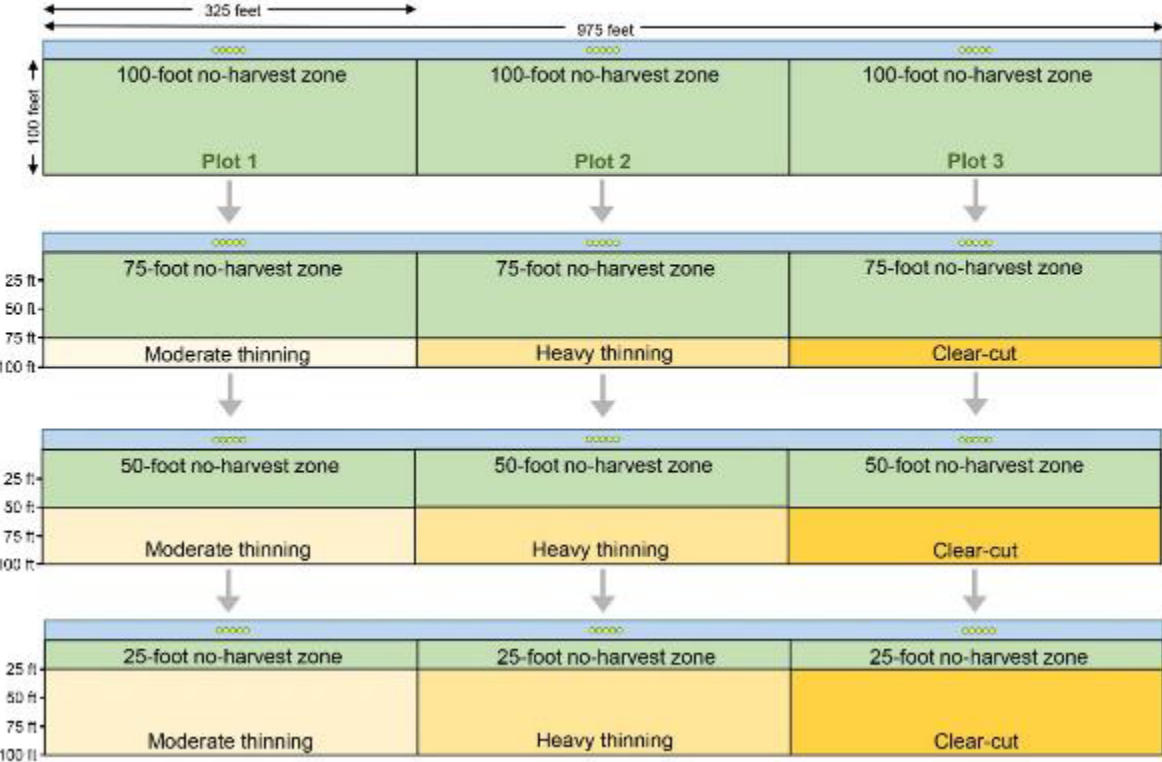 325 feet
975 feet
100 feet
100-foot no-harvest zone 100-foot no-harvest zone 100-foot no-harvest zone
Plot 1 Plot 2 Plot 3
75-foot no-harvest zone 75-foot no-harvest zone 75-foot no-harvest zone
25 ft
50 ft
75 ft
Moderate thinning Heavy thinning Clear-cut
100 ft
50-foot no-harvest zone 50-foot no-harvest zone 50-foot no-harvest zone
25 ft
50 ft
75 ft
Moderate thinning Heavy thinning Clear-cut
100 ft
25-foot no-harvest zone 25-foot no-harvest zone 25-foot no-harvest zone
25 ft
50 ft
75 ft
Moderate thinning Heavy thinning Clear-cut
100 ft